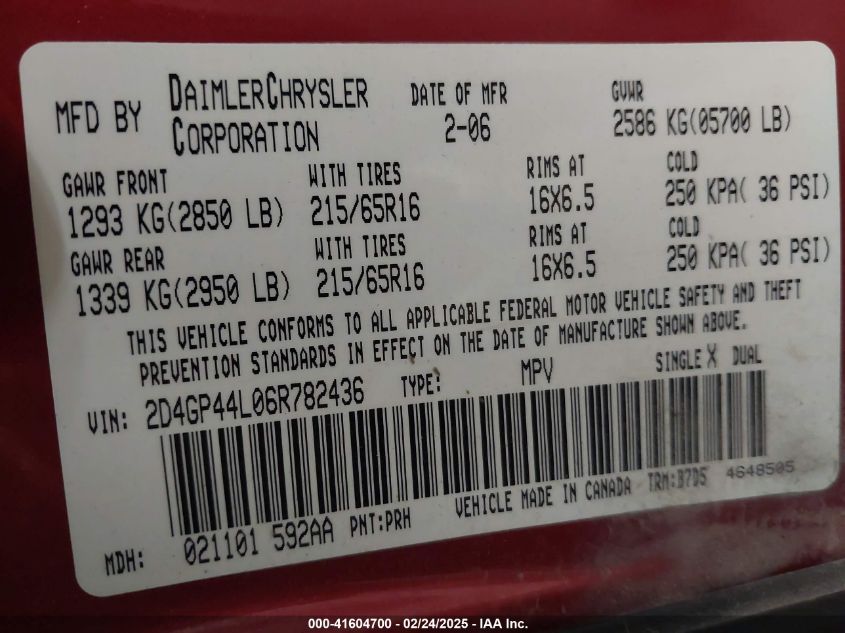 MFD BY DAIMLERCHRYSLER CORPORATION DATE OF MFR 2-06 GVWR 2586 KG(05700 LB)
GAWR FRONT WITH TIRES RIMS AT COLD
1293 KG(2850 LB) 215/65R16 16X6.5 250 KPA( 36 PSI)
GAWR REAR WITH TIRES RIMS AT COLD
1339 KG(2950 LB) 215/65R16 16X6.5 250 KPA( 36 PSI)
THIS VEHICLE CONFORMS TO ALL APPLICABLE FEDERAL MOTOR VEHICLE SAFETY AND THEFT
PREVENTION STANDARDS IN EFFECT ON THE DATE OF MANUFACTURE SHOWN ABOVE.
VIN: 2D4GP44L06R782436 TYPE: MPV SINGLE X DUAL
VEHICLE MADE IN CANADA TRM:B7D5 4648505
MDH: 021101 592AA PNT:PRH
000-41604700 - 02/24/2025 - IAA Inc.